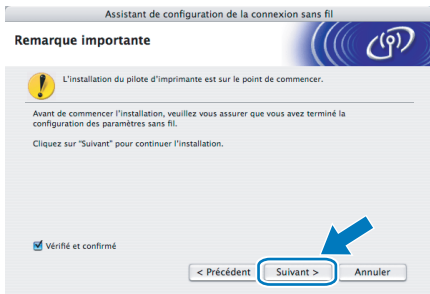 Assistant de configuration de la connexion sans fil
Remarque importante
L'installation du pilote d'imprimante est sur le point de commencer.
Avant de commencer l'installation, veuillez vous assurer que vous avez terminé la
configuration des paramètres sans fil.
Cliquez sur "Suivant" pour continuer l'installation.
Vérifié et confirmé
< Précédent
Suivant >
Annuler